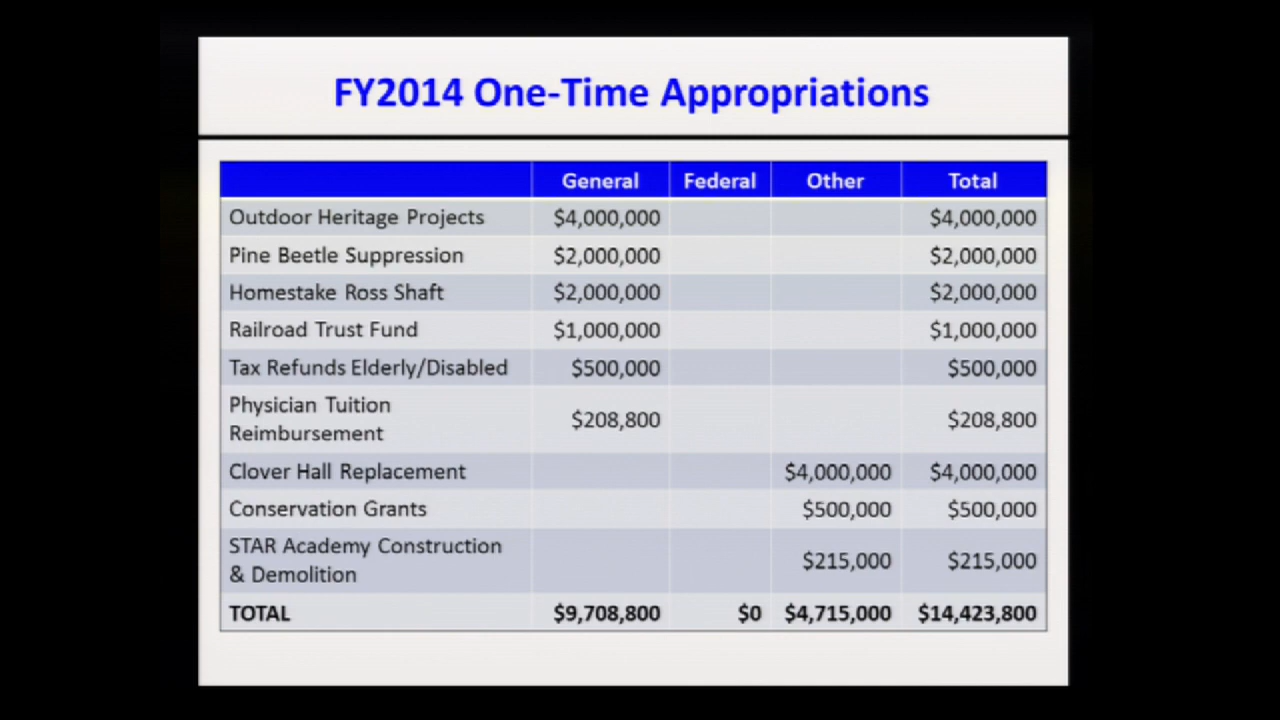 FY2014 One-Time Appropriations
General Federal Other Total
Outdoor Heritage Projects $4,000,000 $4,000,000
Pine Beetle Suppression $2,000,000 $2,000,000
Homestake Ross Shaft $2,000,000 $2,000,000
Railroad Trust Fund $1,000,000 $1,000,000
Tax Refunds Elderly/Disabled $500,000 $500,000
Physician Tuition
Reimbursement $208,800 $208,800
Clover Hall Replacement $4,000,000 $4,000,000
Conservation Grants $500,000 $500,000
STAR Academy Construction
& Demolition $215,000 $215,000
TOTAL $9,708,800 $0 $4,715,000 $14,423,800